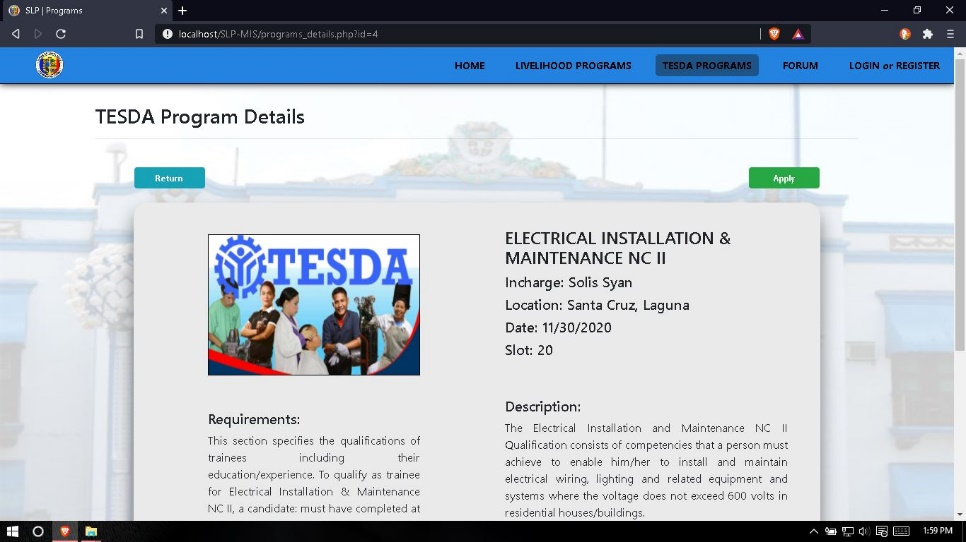 SLP | Programs
localhost/SLP-MIS/programs_details.php?id=4
HOME LIVELIHOOD PROGRAMS TESDA PROGRAMS FORUM LOGIN or REGISTER
TESDA Program Details
Return
Apply
TESDA
ELECTRICAL INSTALLATION &
MAINTENANCE NC II
Incharge: Solis Syan
Location: Santa Cruz, Laguna
Date: 11/30/2020
Slot: 20
Requirements:
This section specifies the qualifications of
trainees including their
education/experience. To qualify as trainee
for Electrical Installation & Maintenance
NC II, a candidate: must have completed at
Description:
The Electrical Installation and Maintenance NC II
Qualification consists of competencies that a person must
achieve to enable him/her to install and maintain
electrical wiring, lighting and related equipment and
systems where the voltage does not exceed 600 volts in
residential houses/buildings.
1:59 PM